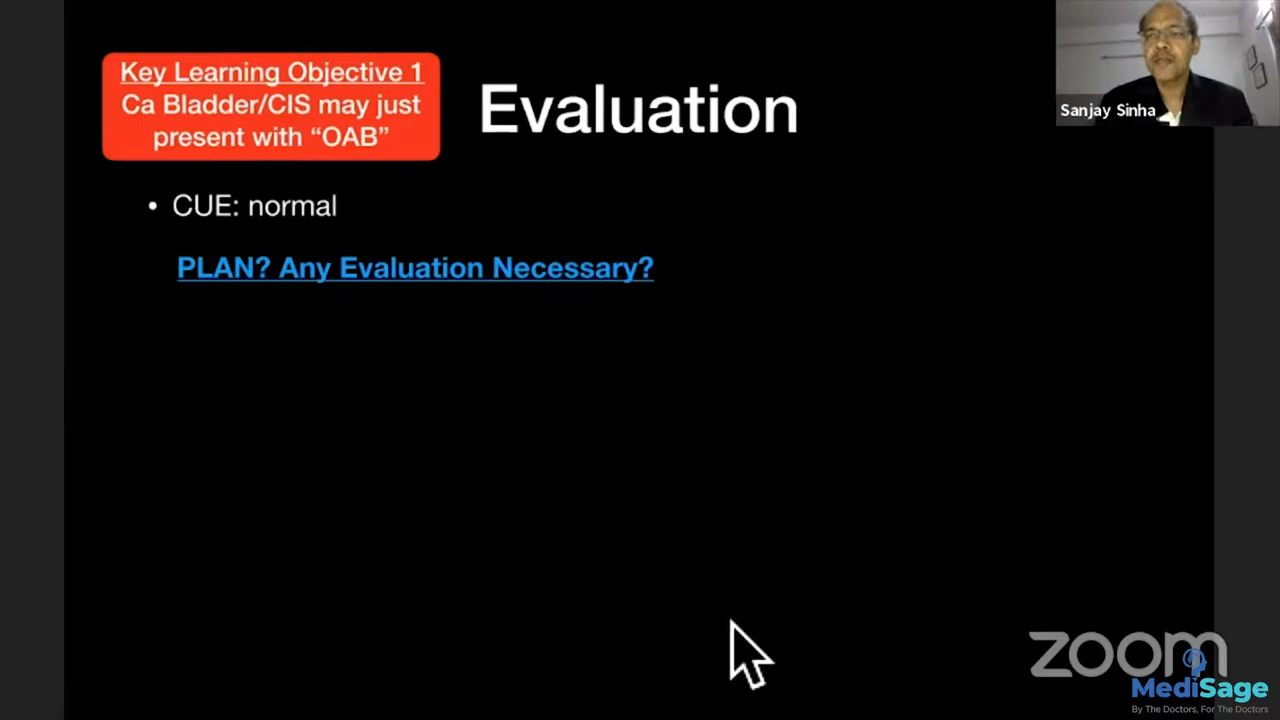 Key Learning Objective 1
Ca Bladder/CIS may just
present with “OAB”
Evaluation
Sanjay Sinha
• CUE: normal
PLAN? Any Evaluation Necessary?
zoom
MediSage
By The Doctors, For The Doctors